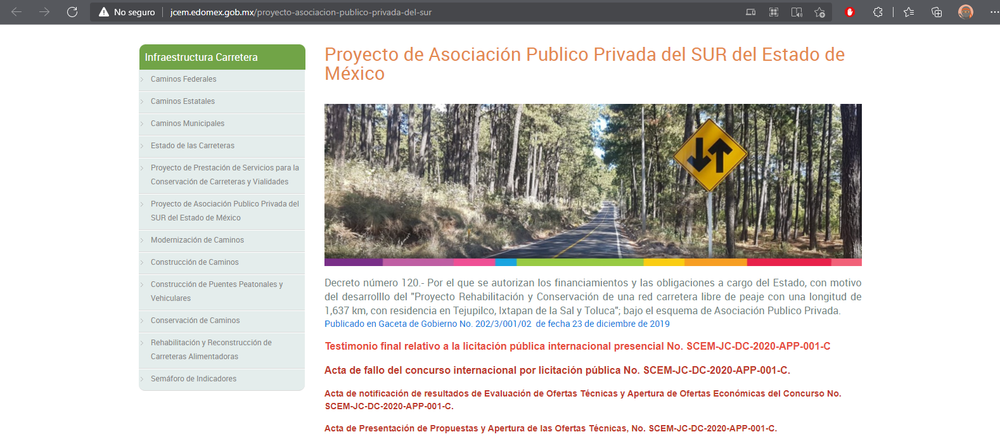 No seguro
jcem.edomex.gob.mx/proyecto-asociacion-publico-privada-del-sur
Infraestructura Carretera
Caminos Federales
Caminos Estatales
Caminos Municipales
Estado de las Carreteras
Proyecto de Prestación de Servicios para la
Conservación de Carreteras y Vialidades
Proyecto de Asociación Publico Privada del
SUR del Estado de México
Modernización de Caminos
Construcción de Caminos
Construcción de Puentes Peatonales y
Vehiculares
Conservación de Caminos
Rehabilitación y Reconstrucción de
Carreteras Alimentadoras
Semáforo de Indicadores
Proyecto de Asociación Publico Privada del SUR del Estado de
México
Decreto número 120.- Por el que se autorizan los financiamientos y las obligaciones a cargo del Estado, con motivo
del desarrolllo del "Proyecto Rehabilitación y Conservación de una red carretera libre de peaje con una longitud de
1,637 km, con residencia en Tejupilco, Ixtapan de la Sal y Toluca"; bajo el esquema de Asociación Publico Privada.
Publicado en Gaceta de Gobierno No. 202/3/001/02 de fecha 23 de diciembre de 2019
Testimonio final relativo a la licitación pública internacional presencial No. SCEM-JC-DC-2020-APP-001-C
Acta de fallo del concurso internacional por licitación pública No. SCEM-JC-DC-2020-APP-001-C.
Acta de notificación de resultados de Evaluación de Ofertas Técnicas y Apertura de Ofertas Económicas del Concurso No.
SCEM-JC-DC-2020-APP-001-C.
Acta de Presentación de Propuestas y Apertura de las Ofertas Técnicas, No. SCEM-JC-DC-2020-APP-001-C.